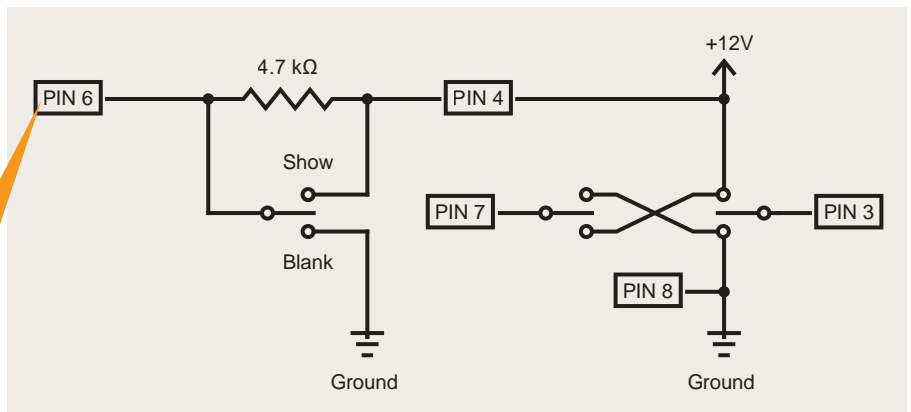 +12V
4.7 kΩ
PIN 6
PIN 4
Show
PIN 7
PIN 3
Blank
PIN 8
Ground
Ground